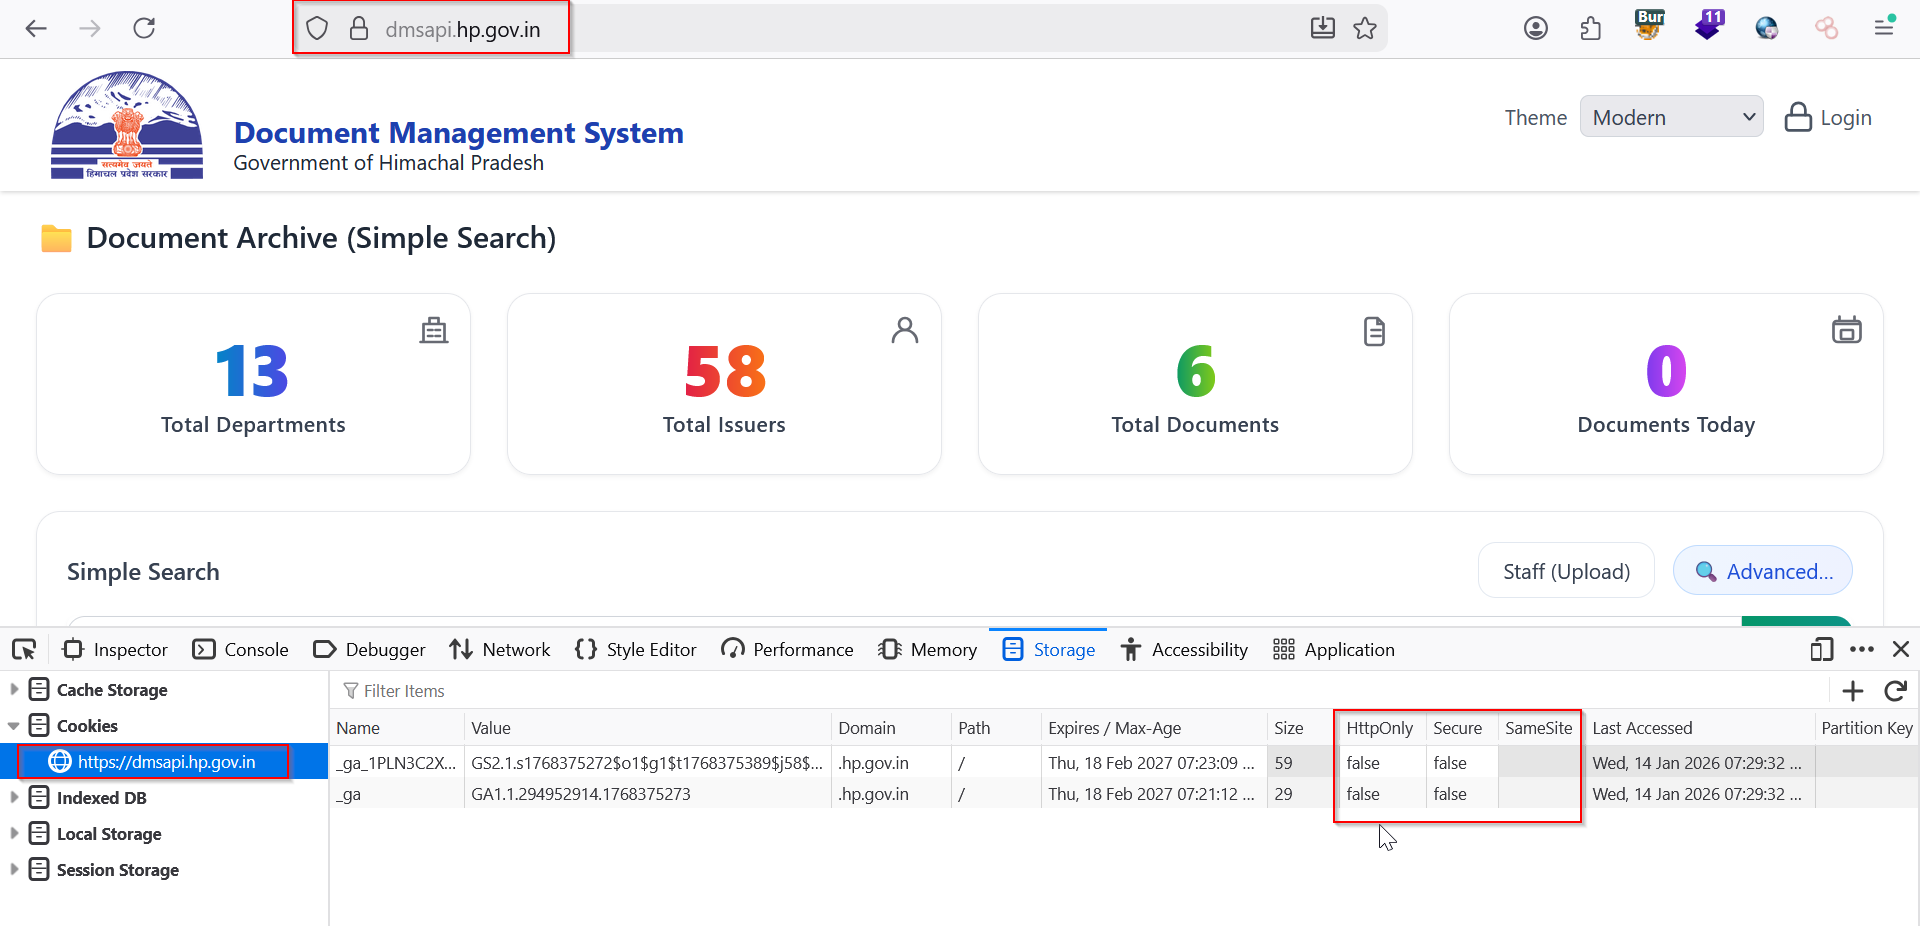 dmsapi.hp.gov.in
Bur
11
सत्यमेव जयते
हिमाचल प्रदेश सरकार
Document Management System
Government of Himachal Pradesh
Theme
Modern
Login
Document Archive (Simple Search)
13
Total Departments
58
Total Issuers
6
Total Documents
0
Documents Today
Simple Search
Staff (Upload)
Advanced...
Inspector
Console
Debugger
Network
Style Editor
Performance
Memory
Storage
Accessibility
Application
Cache Storage
Cookies
https://dmsapi.hp.gov.in
Indexed DB
Local Storage
Session Storage
Filter Items
Name Value Domain Path Expires / Max-Age Size HttpOnly Secure SameSite Last Accessed Partition Key
_ga_1PLN3C2X... GS2.1.s1768375272$o1$g1$t1768375389$j58$... .hp.gov.in / Thu, 18 Feb 2027 07:23:09 ... 59 false false Wed, 14 Jan 2026 07:29:32 ...
_ga GA1.1.294952914.1768375273 .hp.gov.in / Thu, 18 Feb 2027 07:21:12 ... 29 false false Wed, 14 Jan 2026 07:29:32 ...